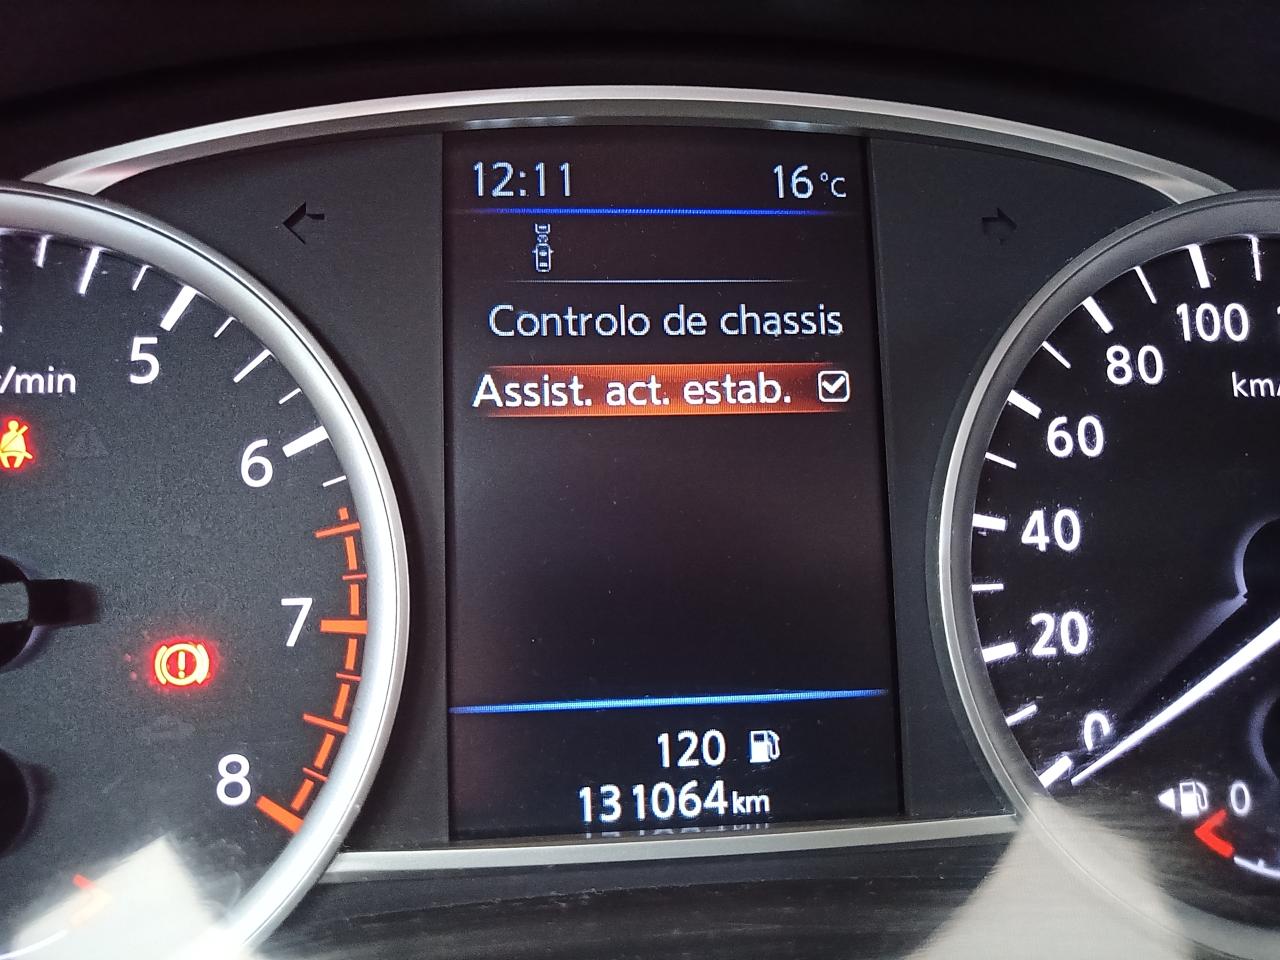 12:11 16°C
Controlo de chassis
Assist. act. estab.
120
131064km
r/min
5
6
7
8
100
80
km/
60
40
20
0
0